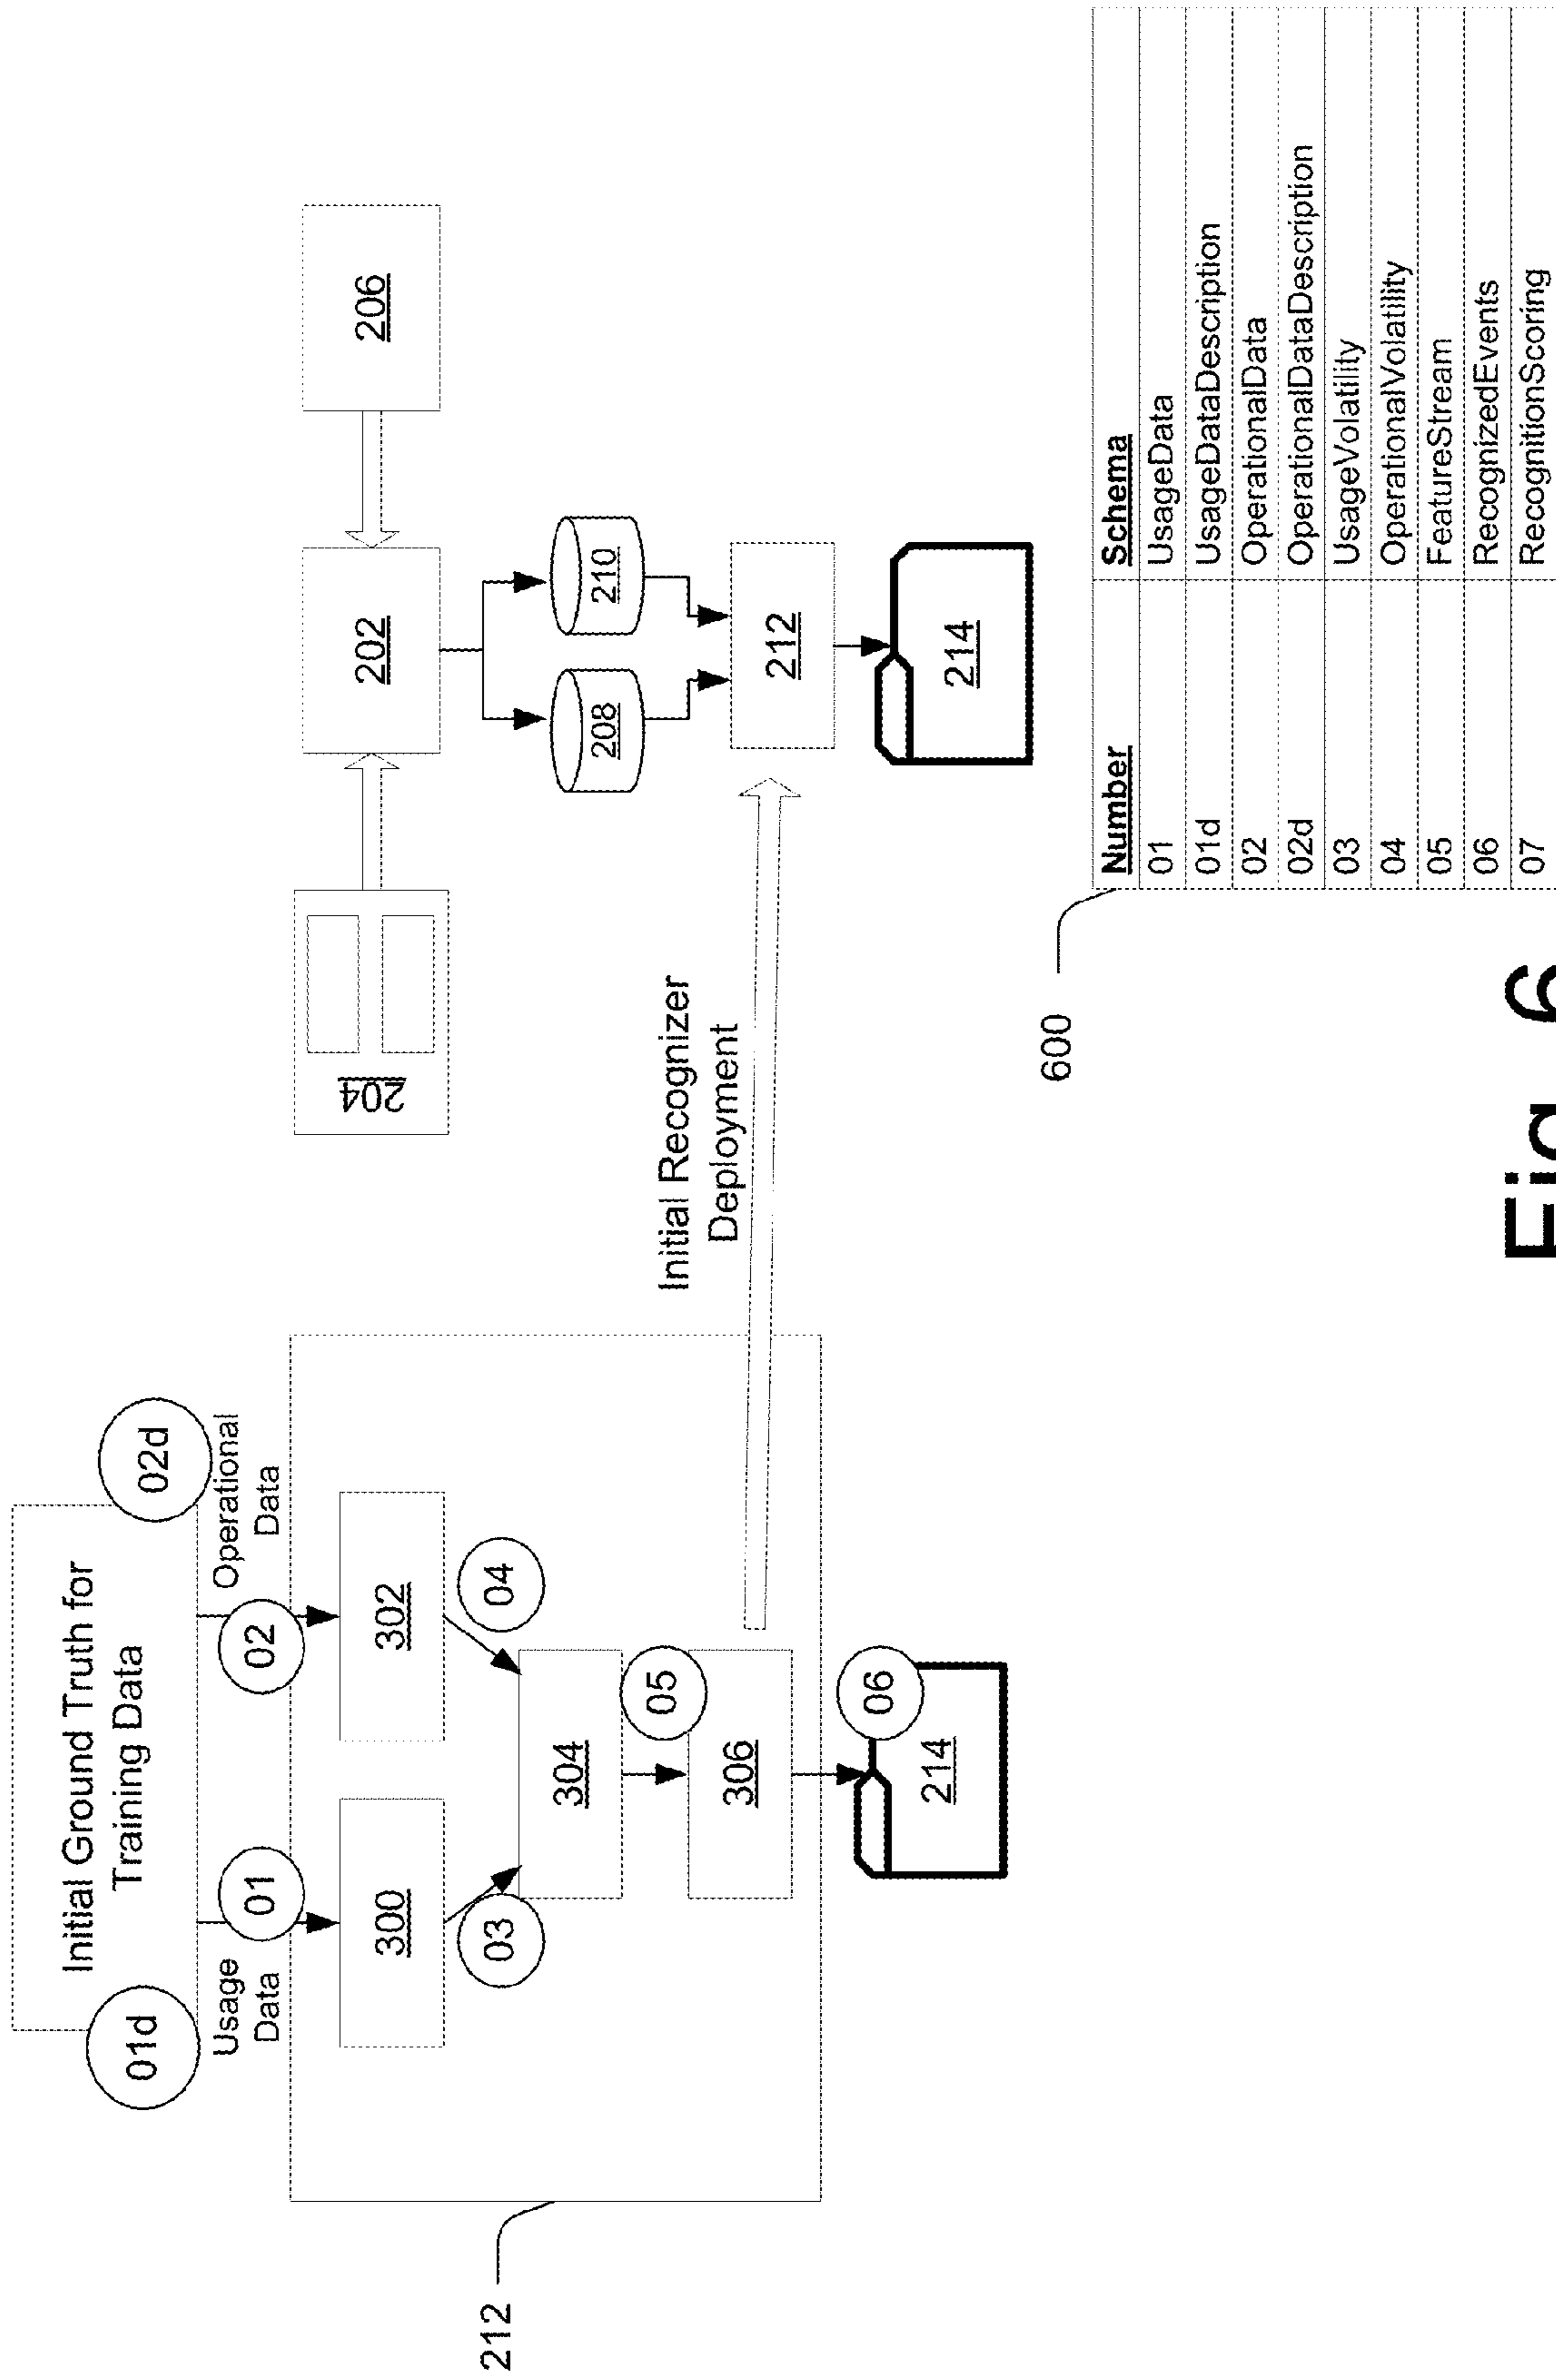 Initial Ground Truth for
Training Data
01d
02d
Usage
Data
01
02
Operational
Data
300
302
03
04
304
05
306
06
214
212
Initial Recognizer
Deployment
204
202
206
208
210
212
214
600
Number Schema
01 UsageData
01d UsageDataDescription
02 OperationalData
02d OperationalDataDescription
03 UsageVolatility
04 OperationalVolatility
05 FeatureStream
06 RecognizedEvents
07 RecognitionScoring
Fig. 6